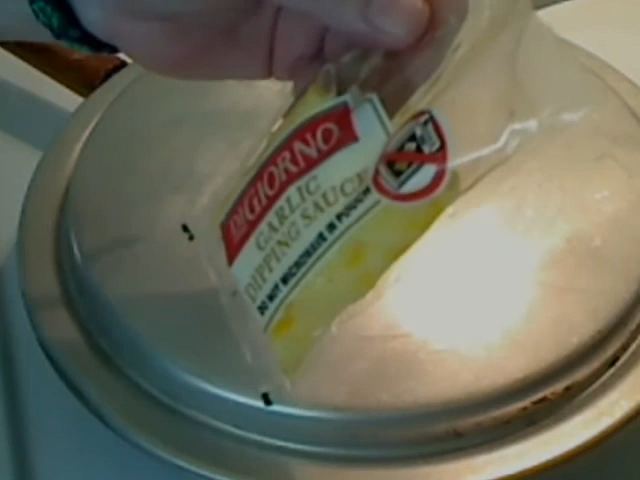 DIGIORNO
GARLIC
DIPPING SAUCE
DO NOT MICROWAVE IN POUCH